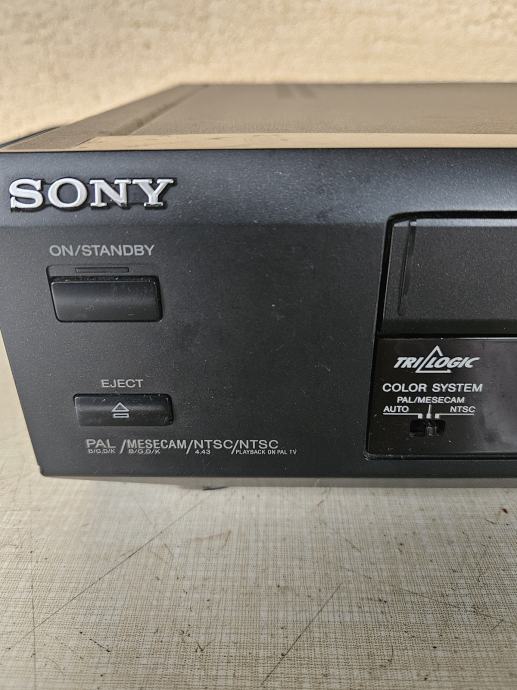 SONY
ON/STANDBY
EJECT
PAL /MESECAM/NTSC/NTSC
B/G,D/K B/G,D/K 4.43 PLAYBACK ON PAL TV
TRILOGIC
COLOR SYSTEM
PAL/MESECAM
AUTO NTSC